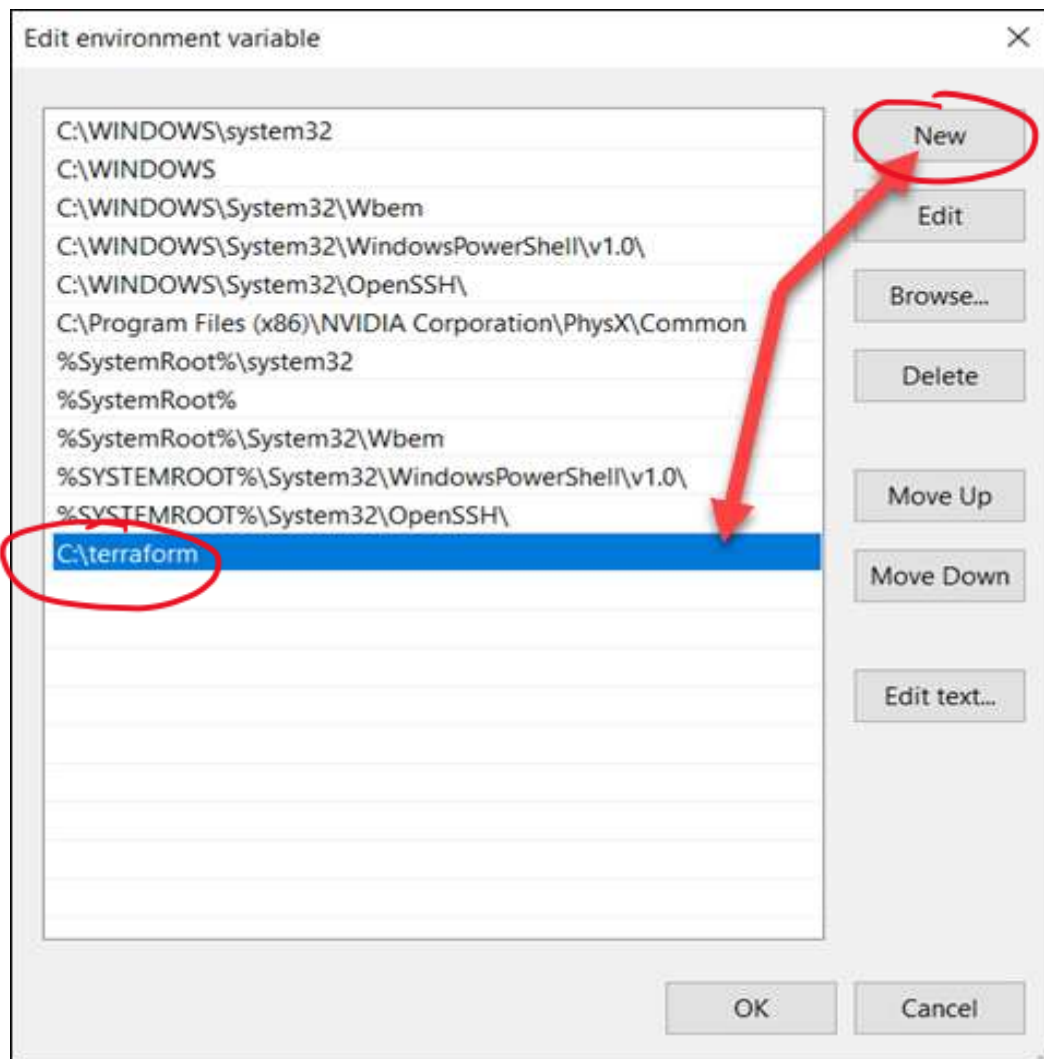 Edit environment variable
C:\WINDOWS\system32
C:\WINDOWS
C:\WINDOWS\System32\Wbem
C:\WINDOWS\System32\WindowsPowerShell\v1.0\
C:\WINDOWS\System32\OpenSSH\
C:\Program Files (x86)\NVIDIA Corporation\PhysX\Common
%SystemRoot%\system32
%SystemRoot%
%SystemRoot%\System32\Wbem
%SYSTEMROOT%\System32\WindowsPowerShell\v1.0\
%SYSTEMROOT%\System32\OpenSSH\
C:\terraform
New
Edit
Browse...
Delete
Move Up
Move Down
Edit text...
OK
Cancel